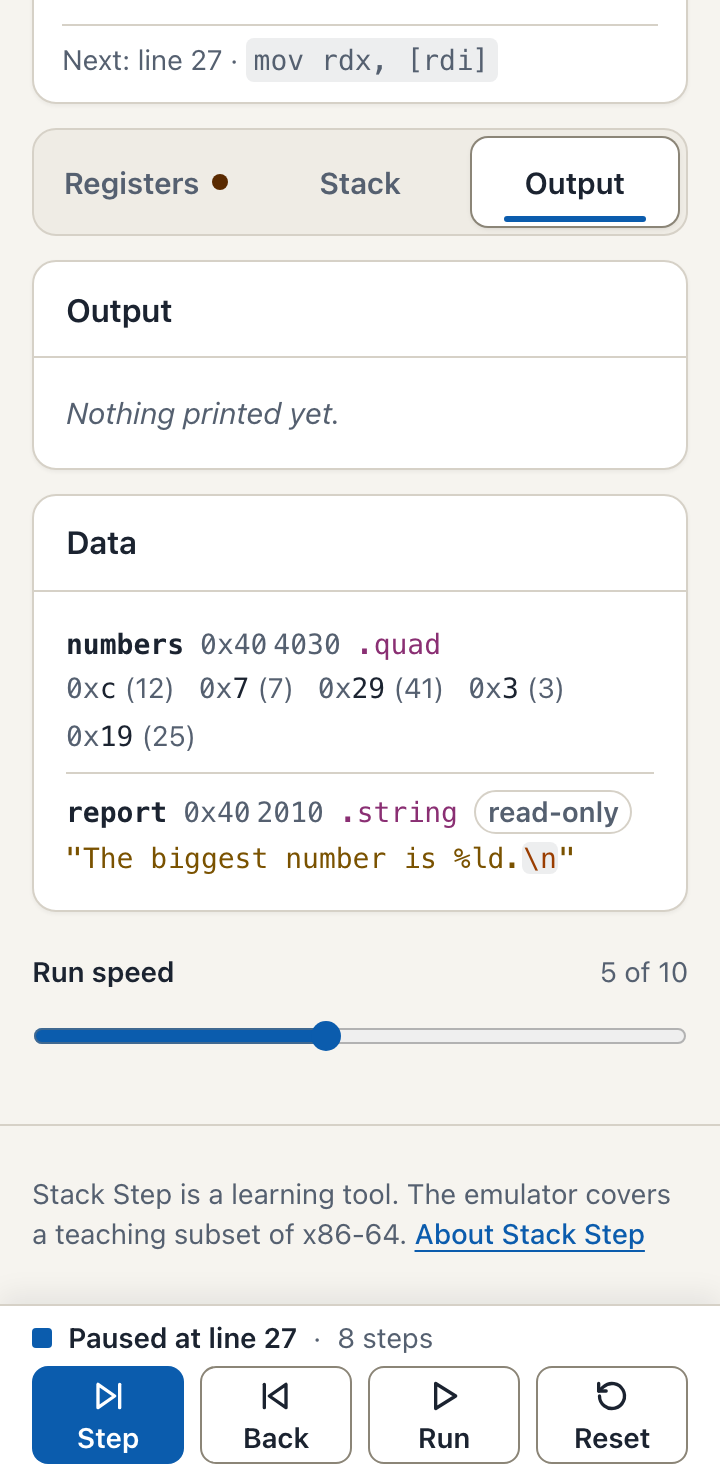 Next: line 27 · mov rdx, [rdi]
Registers Stack Output
Output
Nothing printed yet.
Data
numbers 0x40 4030 .quad
0xc (12) 0x7 (7) 0x29 (41) 0x3 (3)
0x19 (25)
report 0x40 2010 .string read-only
"The biggest number is %ld.\n"
Run speed 5 of 10
Stack Step is a learning tool. The emulator covers
a teaching subset of x86-64. About Stack Step
Paused at line 27 · 8 steps
Step Back Run Reset